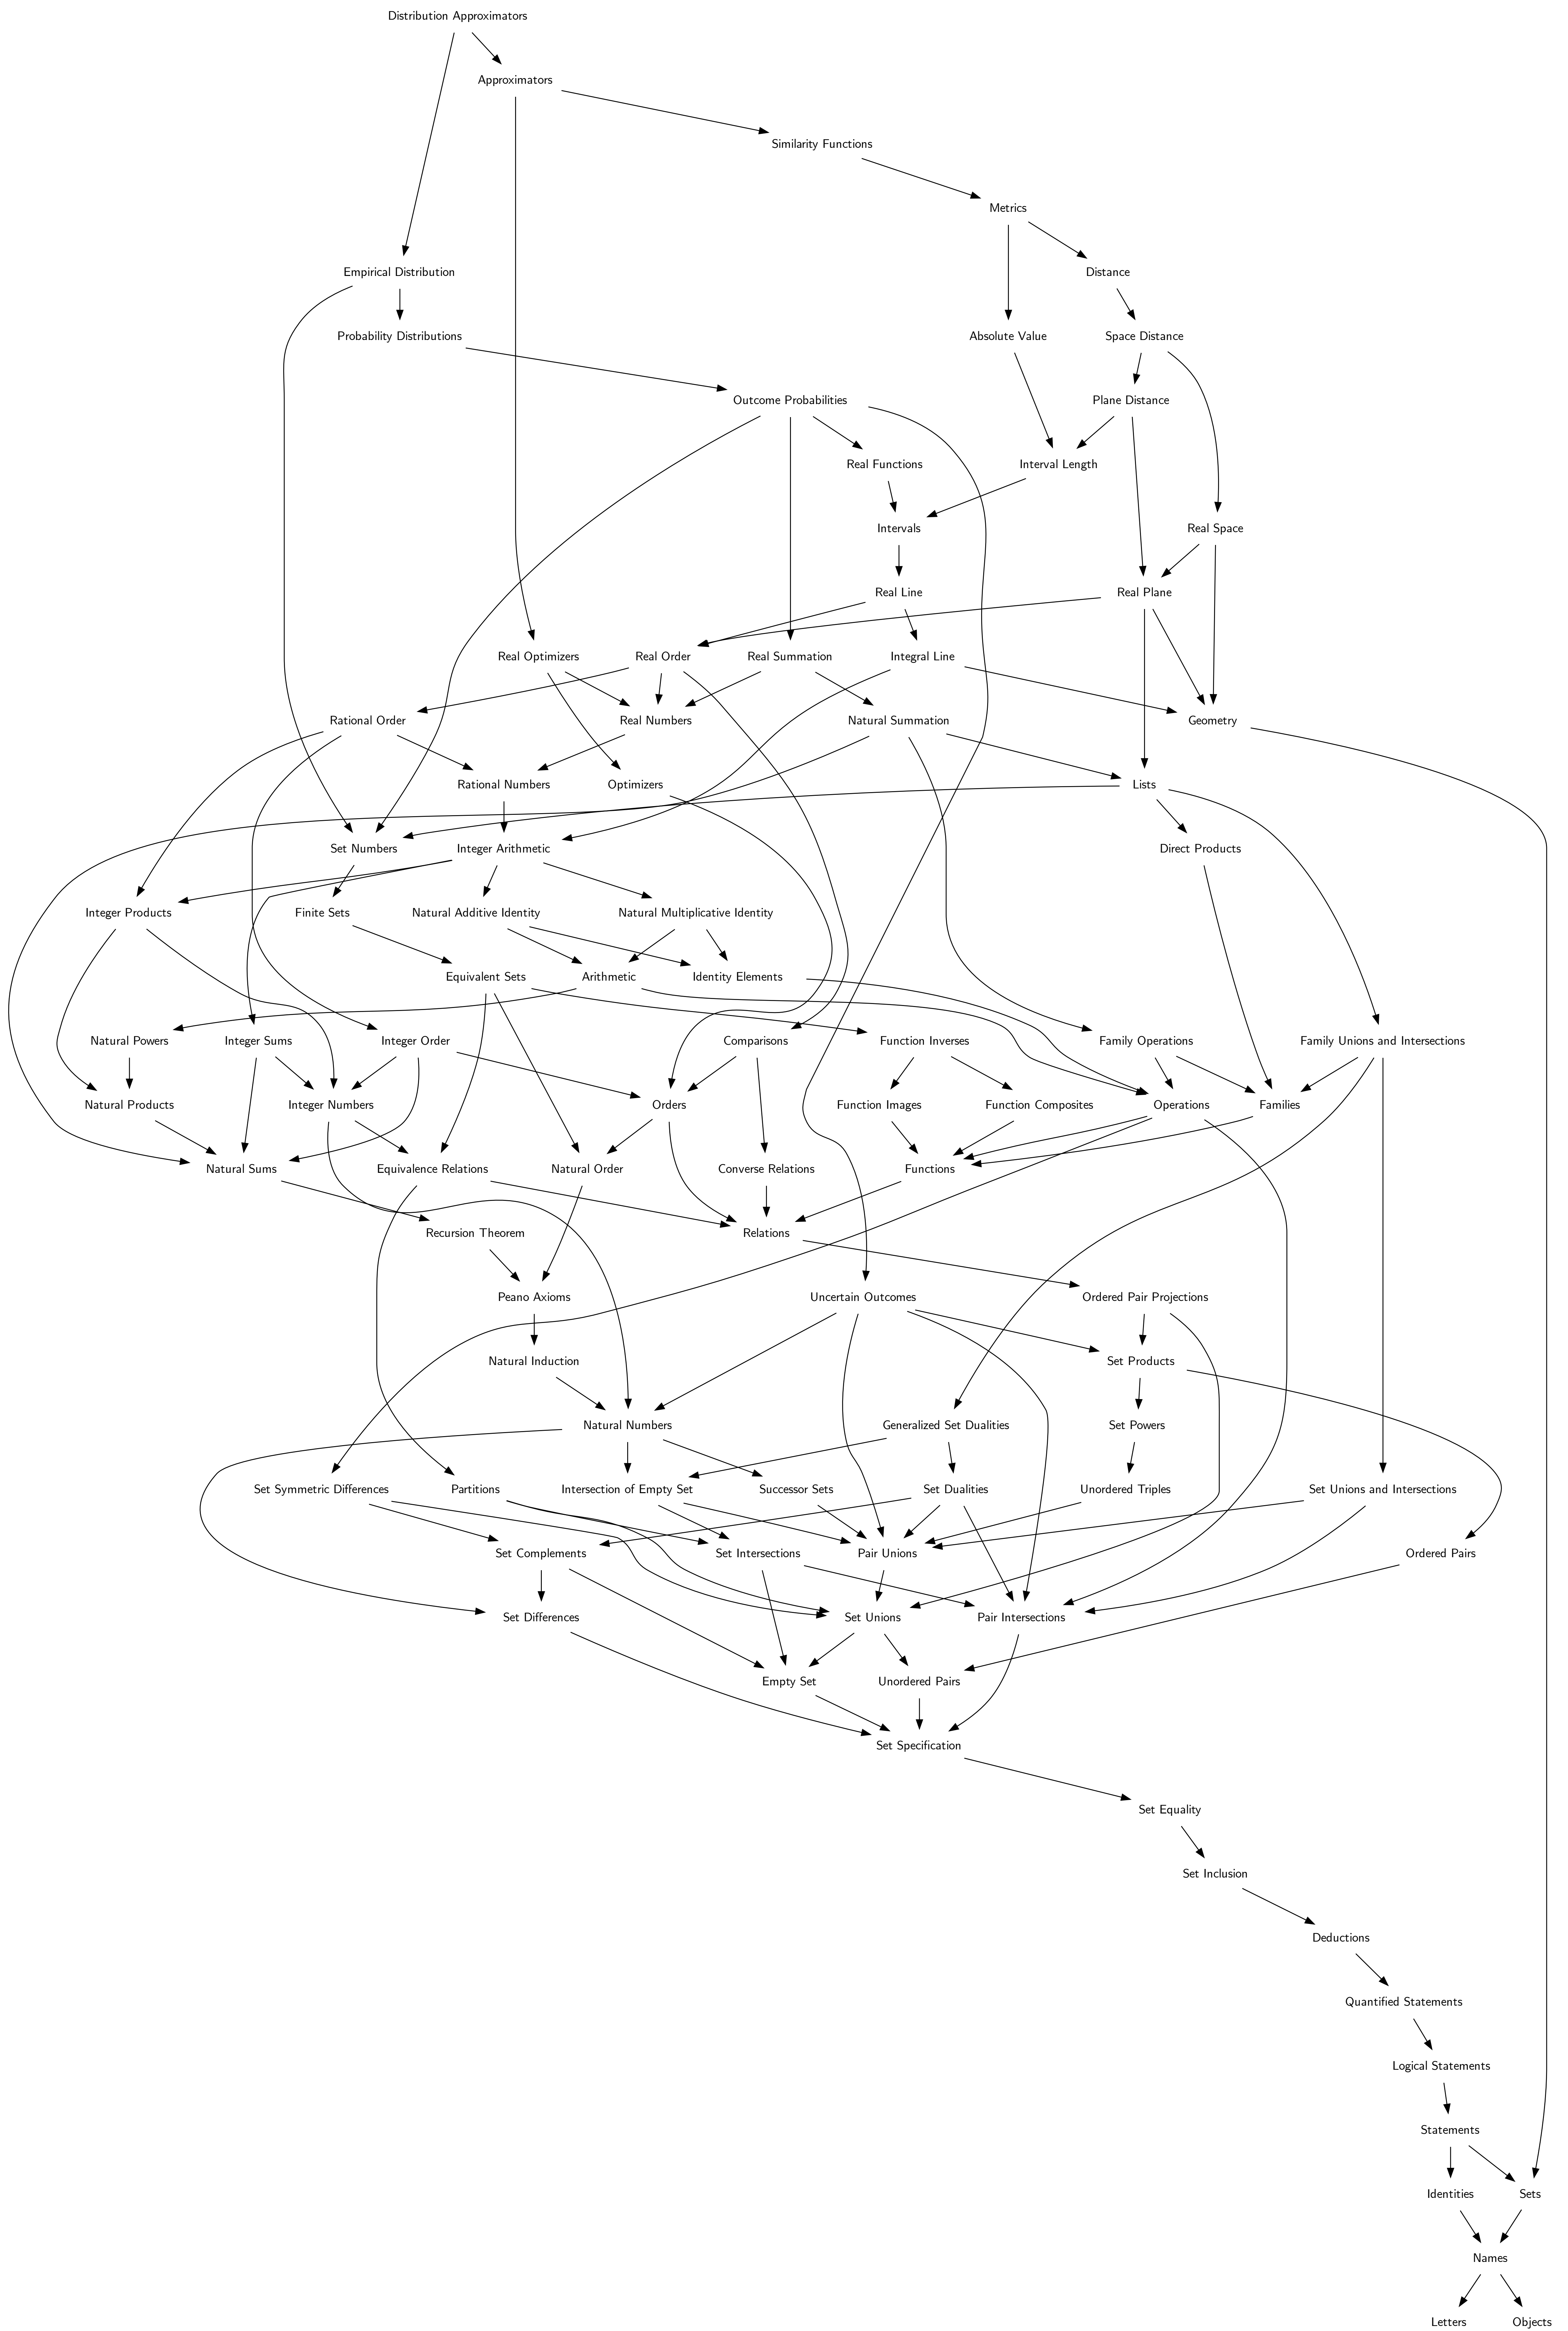 Distribution Approximators
Approximators
Similarity Functions
Metrics
Empirical Distribution
Distance
Probability Distributions
Absolute Value
Space Distance
Outcome Probabilities
Plane Distance
Real Functions
Interval Length
Intervals
Real Space
Real Line
Real Plane
Real Optimizers
Real Order
Real Summation
Integral Line
Rational Order
Real Numbers
Natural Summation
Geometry
Rational Numbers
Optimizers
Lists
Set Numbers
Integer Arithmetic
Direct Products
Integer Products
Finite Sets
Natural Additive Identity
Natural Multiplicative Identity
Equivalent Sets
Arithmetic
Identity Elements
Natural Powers
Integer Sums
Integer Order
Comparisons
Function Inverses
Family Operations
Family Unions and Intersections
Natural Products
Integer Numbers
Orders
Function Images
Function Composites
Operations
Families
Natural Sums
Equivalence Relations
Natural Order
Converse Relations
Functions
Recursion Theorem
Relations
Peano Axioms
Uncertain Outcomes
Ordered Pair Projections
Natural Induction
Set Products
Natural Numbers
Generalized Set Dualities
Set Powers
Set Symmetric Differences
Partitions
Intersection of Empty Set
Successor Sets
Set Dualities
Unordered Triples
Set Unions and Intersections
Set Complements
Set Intersections
Pair Unions
Ordered Pairs
Set Differences
Set Unions
Pair Intersections
Empty Set
Unordered Pairs
Set Specification
Set Equality
Set Inclusion
Deductions
Quantified Statements
Logical Statements
Statements
Identities
Sets
Names
Letters
Objects